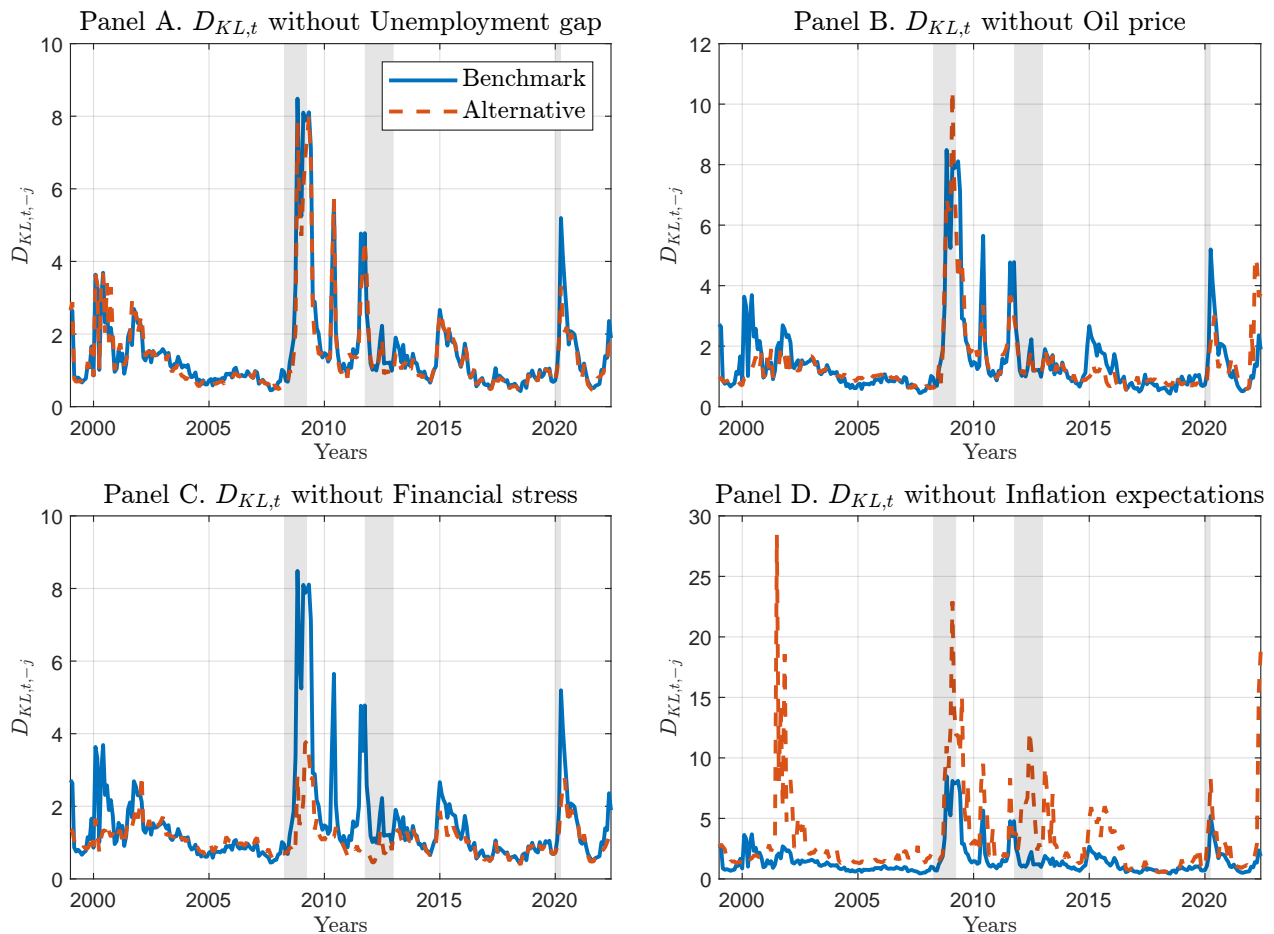 Panel A. D_{KL,t} without Unemployment gap
10
8
6
4
2
0
D_{KL,t,-j}
Benchmark
Alternative
2000 2005 2010 2015 2020
Years
Panel B. D_{KL,t} without Oil price
12
10
8
6
4
2
0
D_{KL,t,-j}
2000 2005 2010 2015 2020
Years
Panel C. D_{KL,t} without Financial stress
10
8
6
4
2
0
D_{KL,t,-j}
2000 2005 2010 2015 2020
Years
Panel D. D_{KL,t} without Inflation expectations
30
25
20
15
10
5
0
D_{KL,t,-j}
2000 2005 2010 2015 2020
Years